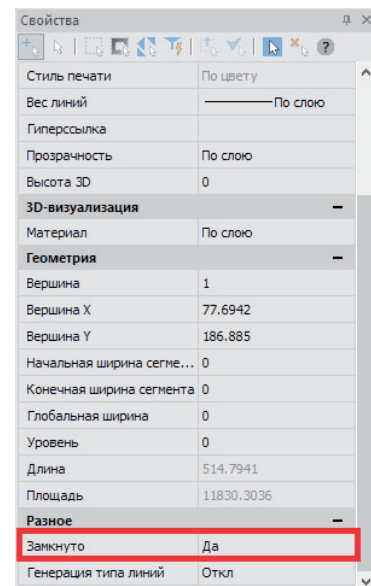 Свойства
Стиль печати По цвету
Вес линий По слою
Гиперссылка
Прозрачность По слою
Высота 3D 0
3D-визуализация
Материал По слою
Геометрия
Вершина 1
Вершина X 77.6942
Вершина Y 186.885
Начальная ширина сегме... 0
Конечная ширина сегмента 0
Глобальная ширина 0
Уровень 0
Длина 514.7941
Площадь 11830.3036
Разное
Замкнуто Да
Генерация типа линий Откл